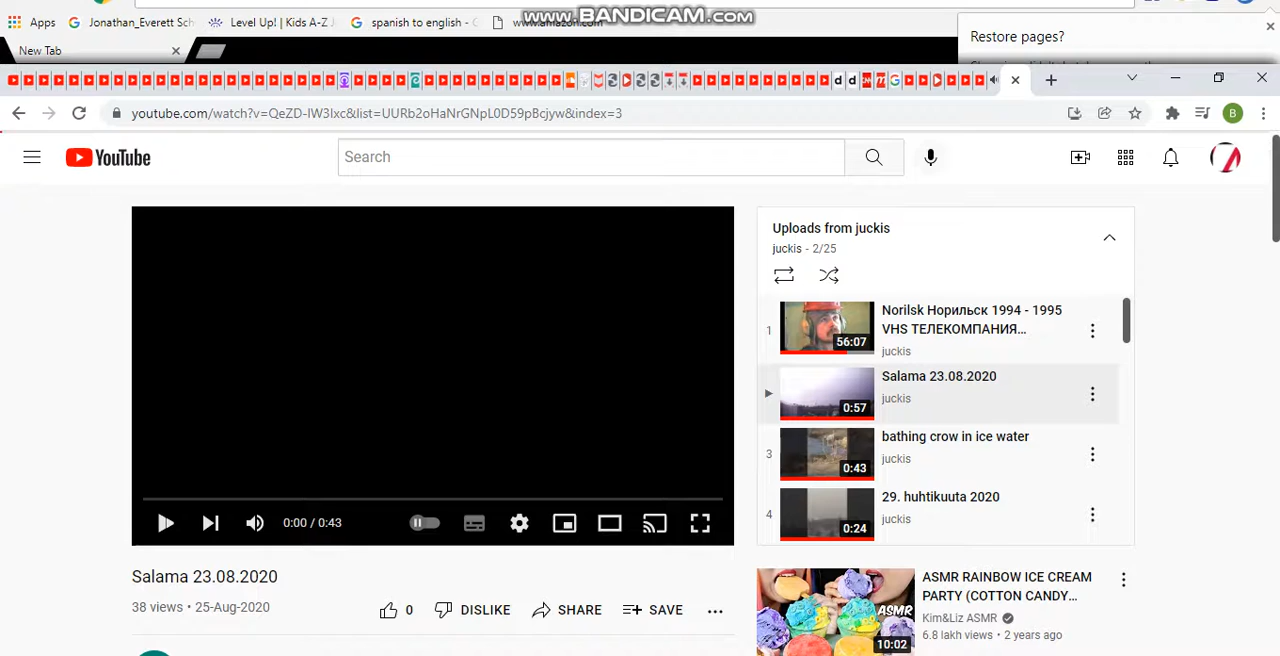 www.BANDICAM.com
Apps
Jonathan_Everett Sch
Level Up! | Kids A-Z
spanish to english -
www.amazon.com
New Tab
Restore pages?
youtube.com/watch?v=QeZD-IW3Ixc&list=UURb2oHaNrGNpL0D59pBcjyw&index=3
B
YouTube
Search
Uploads from juckis
juckis - 2/25
1
56:07
Norilsk Норильск 1994 - 1995
VHS ТЕЛЕКОМПАНИЯ...
juckis
0:57
Salama 23.08.2020
juckis
3
0:43
bathing crow in ice water
juckis
4
0:24
29. huhtikuuta 2020
juckis
0:00 / 0:43
Salama 23.08.2020
38 views • 25-Aug-2020
0
DISLIKE
SHARE
SAVE
ASMR
10:02
ASMR RAINBOW ICE CREAM
PARTY (COTTON CANDY...
Kim&Liz ASMR
6.8 lakh views • 2 years ago